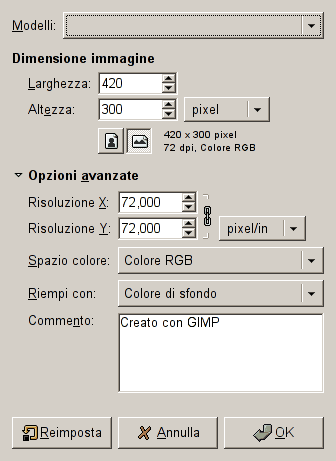 Modelli:
Dimensione immagine
Larghezza: 420
Altezza: 300 pixel
420 x 300 pixel
72 dpi, Colore RGB
Opzioni avanzate
Risoluzione X: 72,000
Risoluzione Y: 72,000 pixel/in
Spazio colore: Colore RGB
Riempi con: Colore di sfondo
Commento: Creato con GIMP
Reimposta Annulla OK